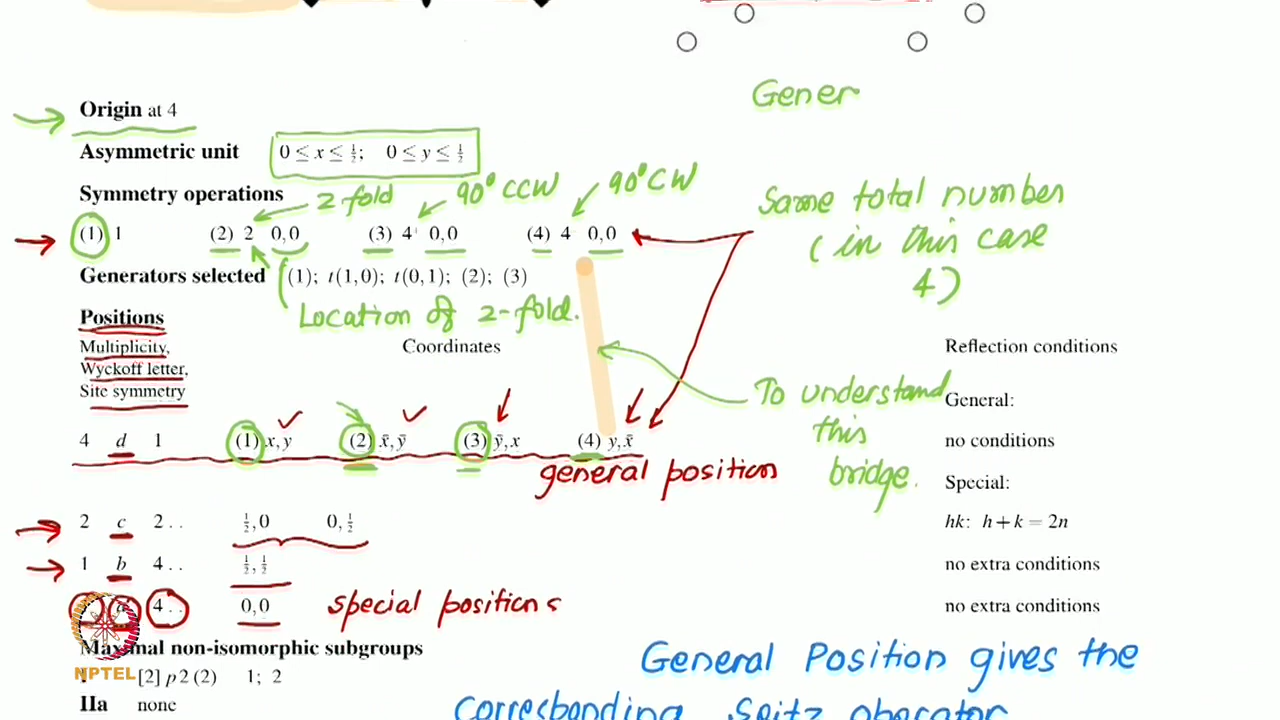 Gener
Origin at 4
Asymmetric unit 0 ≤ x ≤ ½; 0 ≤ y ≤ ½
Symmetry operations
2 fold
90° CCW
90° CW
Same total number
(in this case
4)
(1) 1 (2) 2 0,0 (3) 4⁺ 0,0 (4) 4 0,0
Generators selected (1); t(1,0); t(0,1); (2); (3)
Location of 2-fold.
Positions
Multiplicity,
Wyckoff letter,
Site symmetry
Coordinates
Reflection conditions
To understand
this
bridge.
General:
4 d 1 (1) x,y (2) x̄,ȳ (3) ȳ,x (4) y,x̄ no conditions
general position
Special:
2 c 2 . . ½,0 0,½ hk: h+k = 2n
1 b 4 . . ½,½ no extra conditions
4 . . 0,0 no extra conditions
special positions
Maximal non-isomorphic subgroups
NPTEL
[2] p2 (2) 1; 2
IIa none
General Position gives the
corresponding Seitz operator